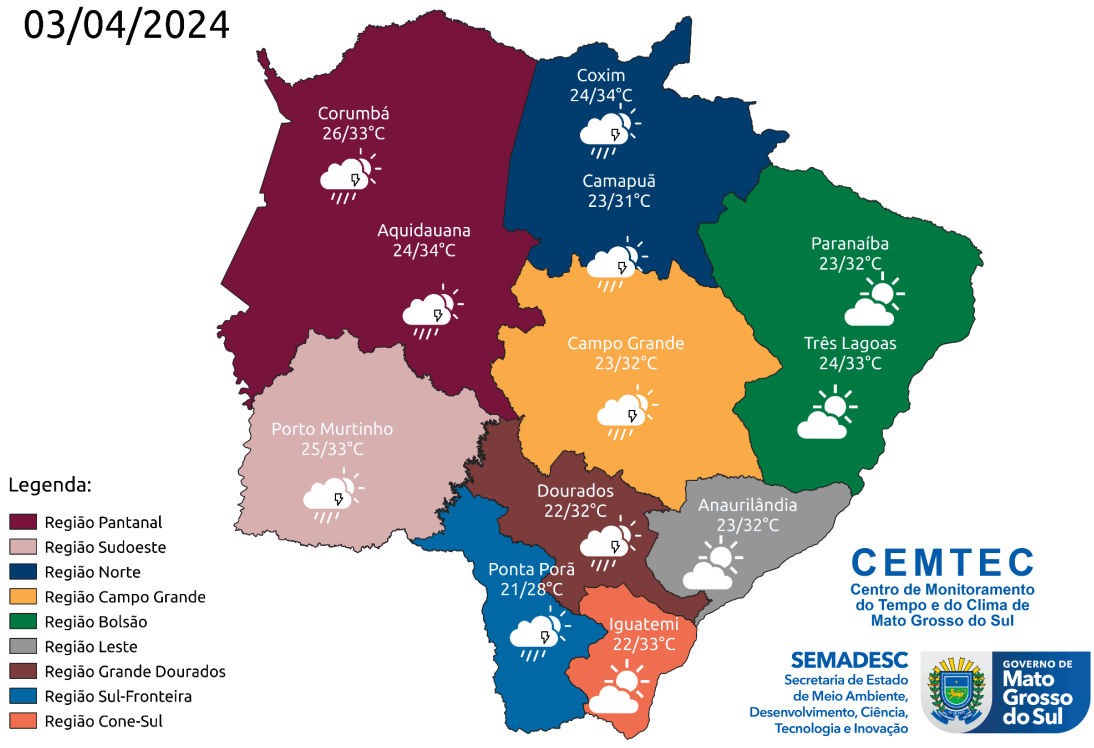 03/04/2024
Coxim
24/34°C
Corumbá
26/33°C
Camapuã
23/31°C
Aquidauana
24/34°C
Paranaíba
23/32°C
Campo Grande
23/32°C
Três Lagoas
24/33°C
Porto Murtinho
25/33°C
Dourados
22/32°C
Anaurilândia
23/32°C
Ponta Porã
21/28°C
Iguatemi
22/33°C
Legenda:
Região Pantanal
Região Sudoeste
Região Norte
Região Campo Grande
Região Bolsão
Região Leste
Região Grande Dourados
Região Sul-Fronteira
Região Cone-Sul
CEMTEC
Centro de Monitoramento
do Tempo e do Clima de
Mato Grosso do Sul
SEMADESC
Secretaria de Estado
de Meio Ambiente,
Desenvolvimento, Ciência,
Tecnologia e Inovação
GOVERNO DE
Mato
Grosso
do Sul